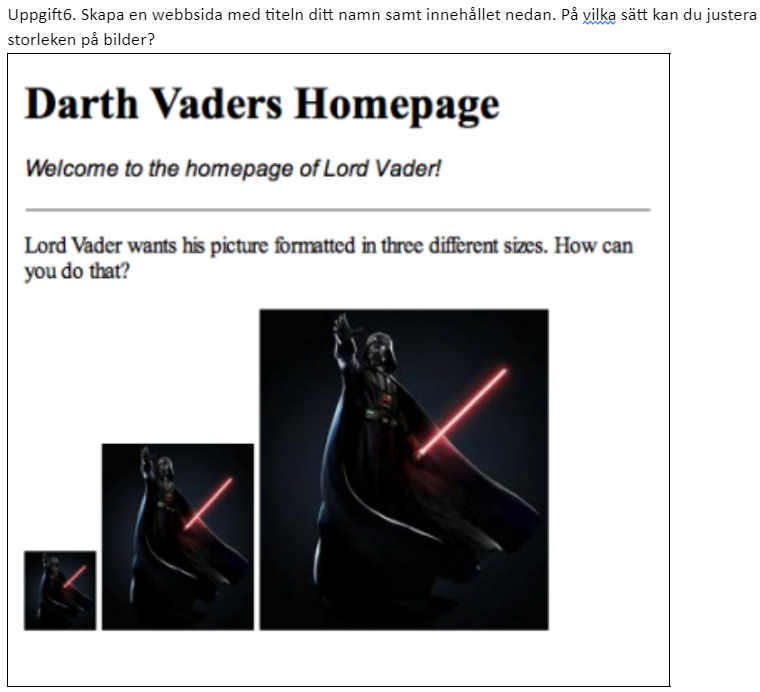 Uppgift6. Skapa en webbsida med titeln ditt namn samt innehållet nedan. På vilka sätt kan du justera
storleken på bilder?
Darth Vaders Homepage
Welcome to the homepage of Lord Vader!
Lord Vader wants his picture formatted in three different sizes. How can
you do that?